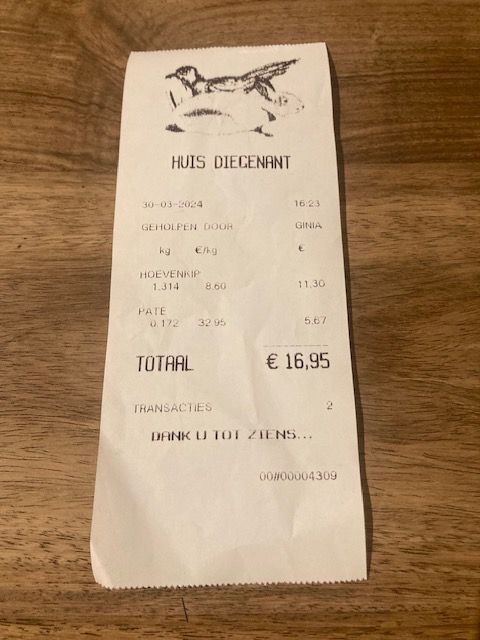 HUIS DIEGENANT
30-03-2024 16:23
GEHOLPEN DOOR GINIA
kg €/kg €
HOEVENKIP
1.314 8.60 11,30
PATE
0.172 32.95 5,67
TOTAAL € 16,95
TRANSACTIES 2
DANK U TOT ZIENS...
00#00004309